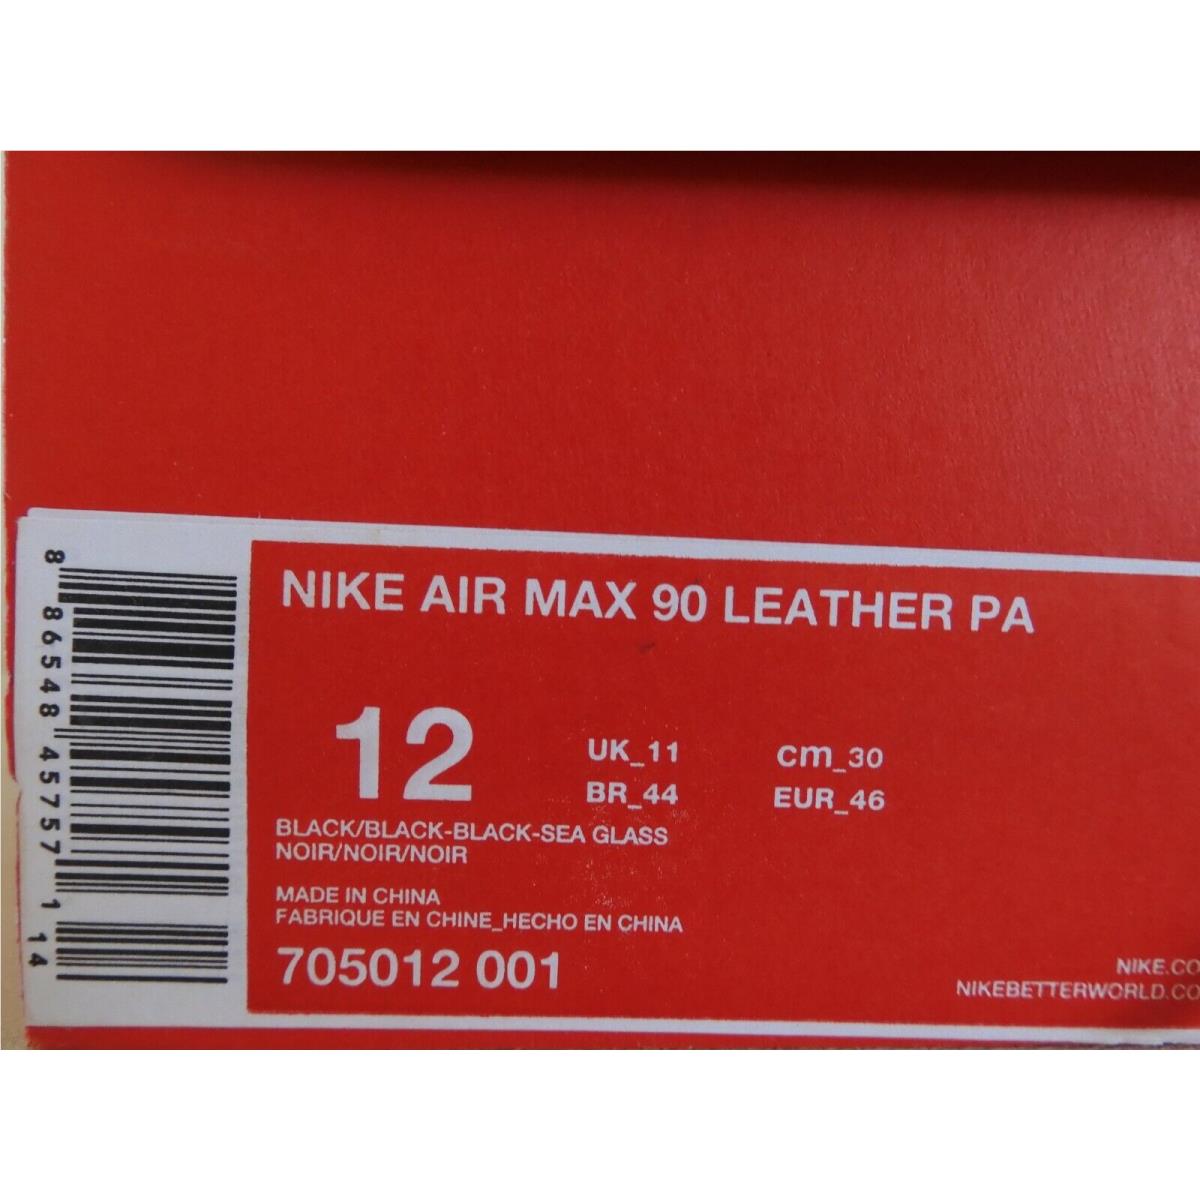 NIKE AIR MAX 90 LEATHER PA
12
UK_11 cm_30
BR_44 EUR_46
BLACK/BLACK-BLACK-SEA GLASS
NOIR/NOIR/NOIR
MADE IN CHINA
FABRIQUE EN CHINE_HECHO EN CHINA
705012 001
NIKE.CO
NIKEBETTERWORLD.CO
8 86548 45757 1 14